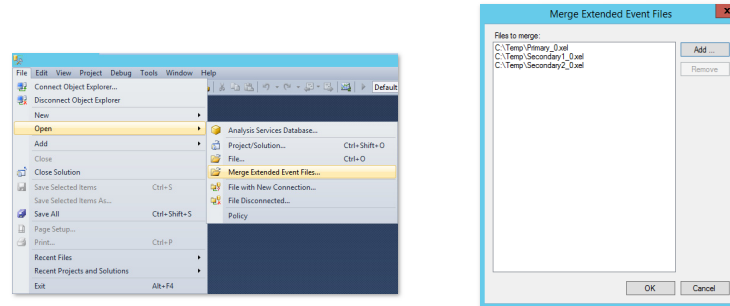 File Edit View Project Debug Tools Window Help
Connect Object Explorer...
Disconnect Object Explorer
Default
New
Open
Add
Close
Close Solution
Save Selected Items Ctrl+S
Save Selected Items As...
Save All Ctrl+Shift+S
Page Setup...
Print... Ctrl+P
Recent Files
Recent Projects and Solutions
Exit Alt+F4
Analysis Services Database...
Project/Solution... Ctrl+Shift+O
File... Ctrl+O
Merge Extended Event Files...
File with New Connection...
File Disconnected...
Policy
Merge Extended Event Files
x
Files to merge:
C:\Temp\Primary_0.xel
C:\Temp\Secondary1_0.xel
C:\Temp\Secondary2_0.xel
Add ...
Remove
OK Cancel